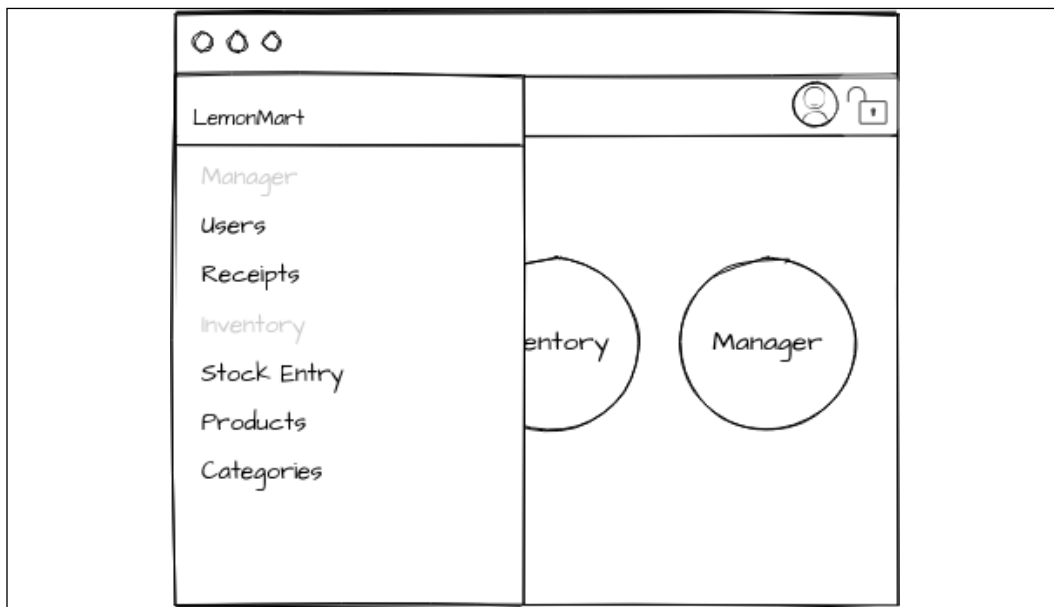 LemonMart
Manager
Users
Receipts
Inventory
Stock Entry
Products
Categories
entory
Manager